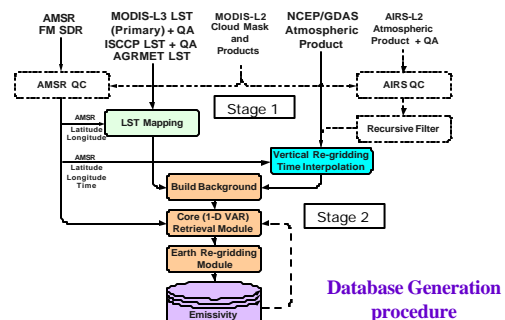 AMSR
FM SDR
MODIS-L3 LST
(Primary) + QA
ISCCP LST + QA
AGRMET LST
MODIS-L2
Cloud Mask
and
Products
NCEP/GDAS
Atmospheric
Product
AIRS-L2
Atmospheric
Product + QA
AMSR QC
AIRS QC
Stage 1
AMSR
Latitude
Longitude
LST Mapping
Recursive Filter
AMSR
Latitude
Longitude
Time
Vertical Re-gridding
Time Interpolation
Build Background
Core (1-D VAR)
Retrieval Module
Stage 2
Earth Re-gridding
Module
Emissivity
Database Generation
procedure